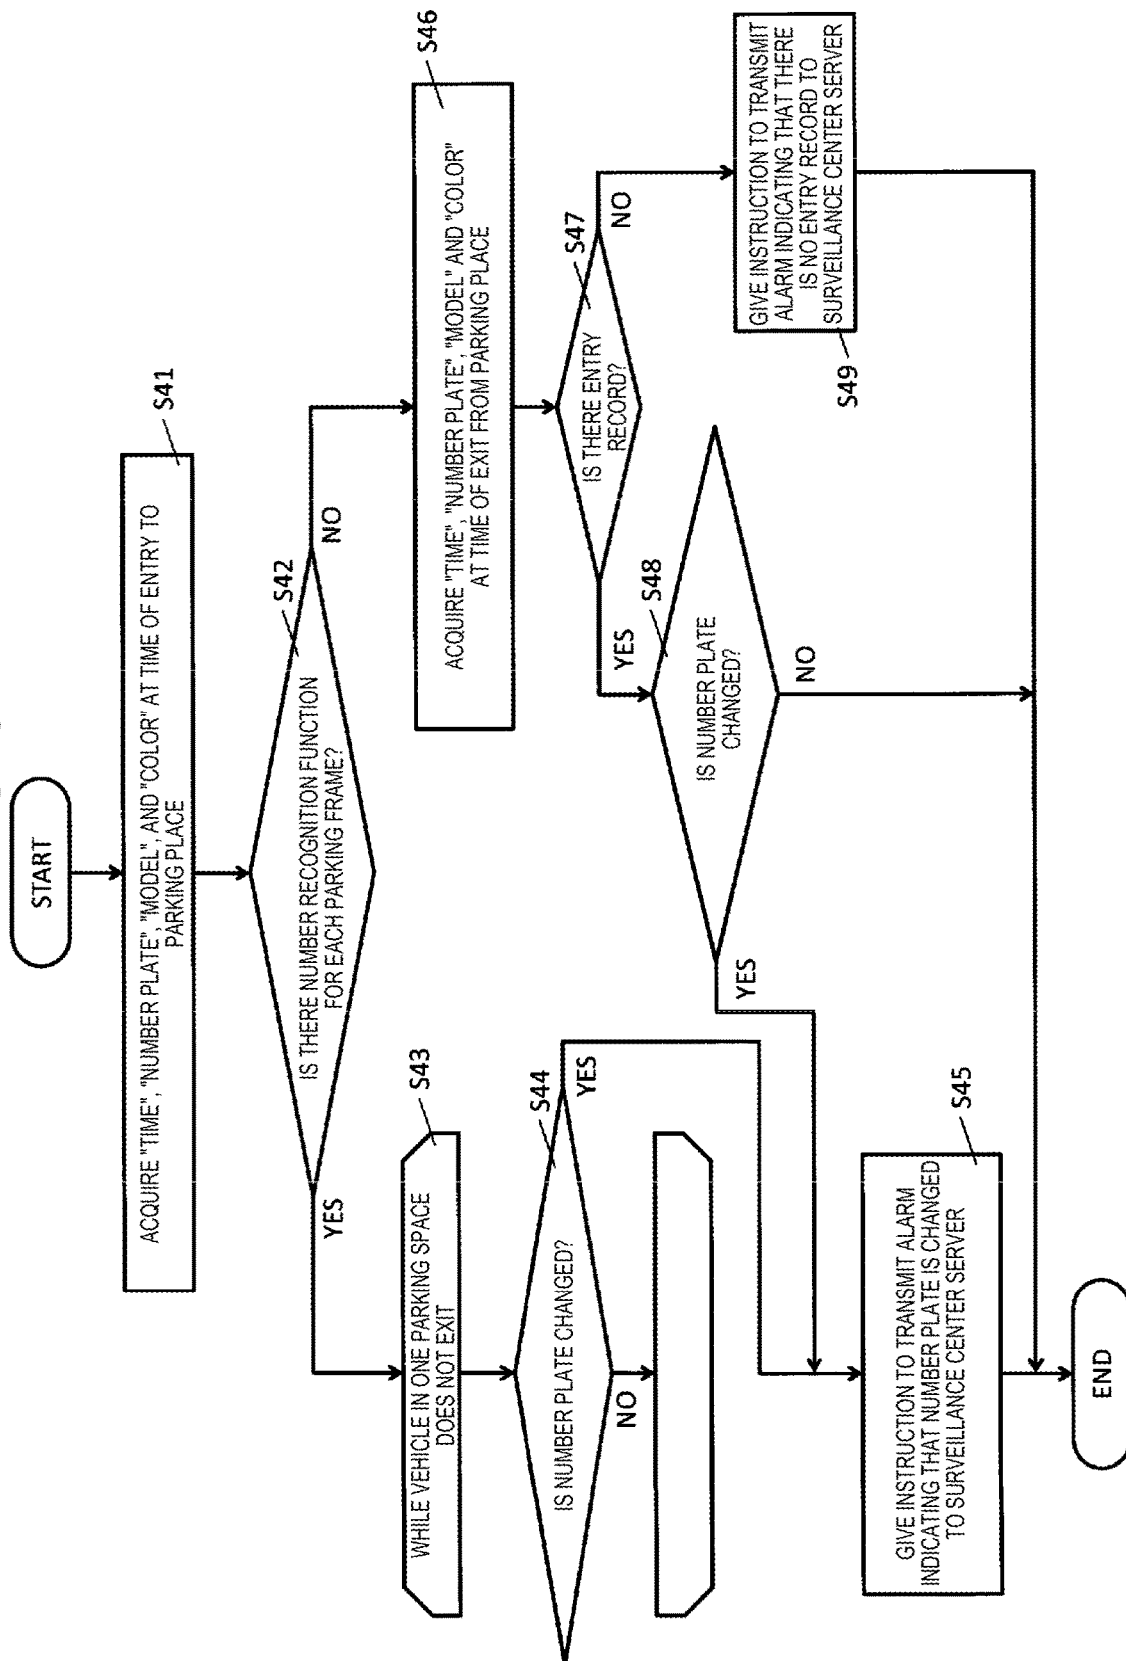 START
ACQUIRE "TIME", "NUMBER PLATE", "MODEL", AND "COLOR" AT TIME OF ENTRY TO
PARKING PLACE
S41
IS THERE NUMBER RECOGNITION FUNCTION
FOR EACH PARKING FRAME?
S42
YES
NO
WHILE VEHICLE IN ONE PARKING SPACE
DOES NOT EXIT
S43
IS NUMBER PLATE CHANGED?
S44
YES
NO
GIVE INSTRUCTION TO TRANSMIT ALARM
INDICATING THAT NUMBER PLATE IS CHANGED
TO SURVEILLANCE CENTER SERVER
S45
ACQUIRE "TIME", "NUMBER PLATE", "MODEL" AND "COLOR"
AT TIME OF EXIT FROM PARKING PLACE
S46
IS THERE ENTRY
RECORD?
S47
YES
NO
IS NUMBER PLATE
CHANGED?
S48
YES
NO
GIVE INSTRUCTION TO TRANSMIT
ALARM INDICATING THAT THERE
IS NO ENTRY RECORD TO
SURVEILLANCE CENTER SERVER
S49
END